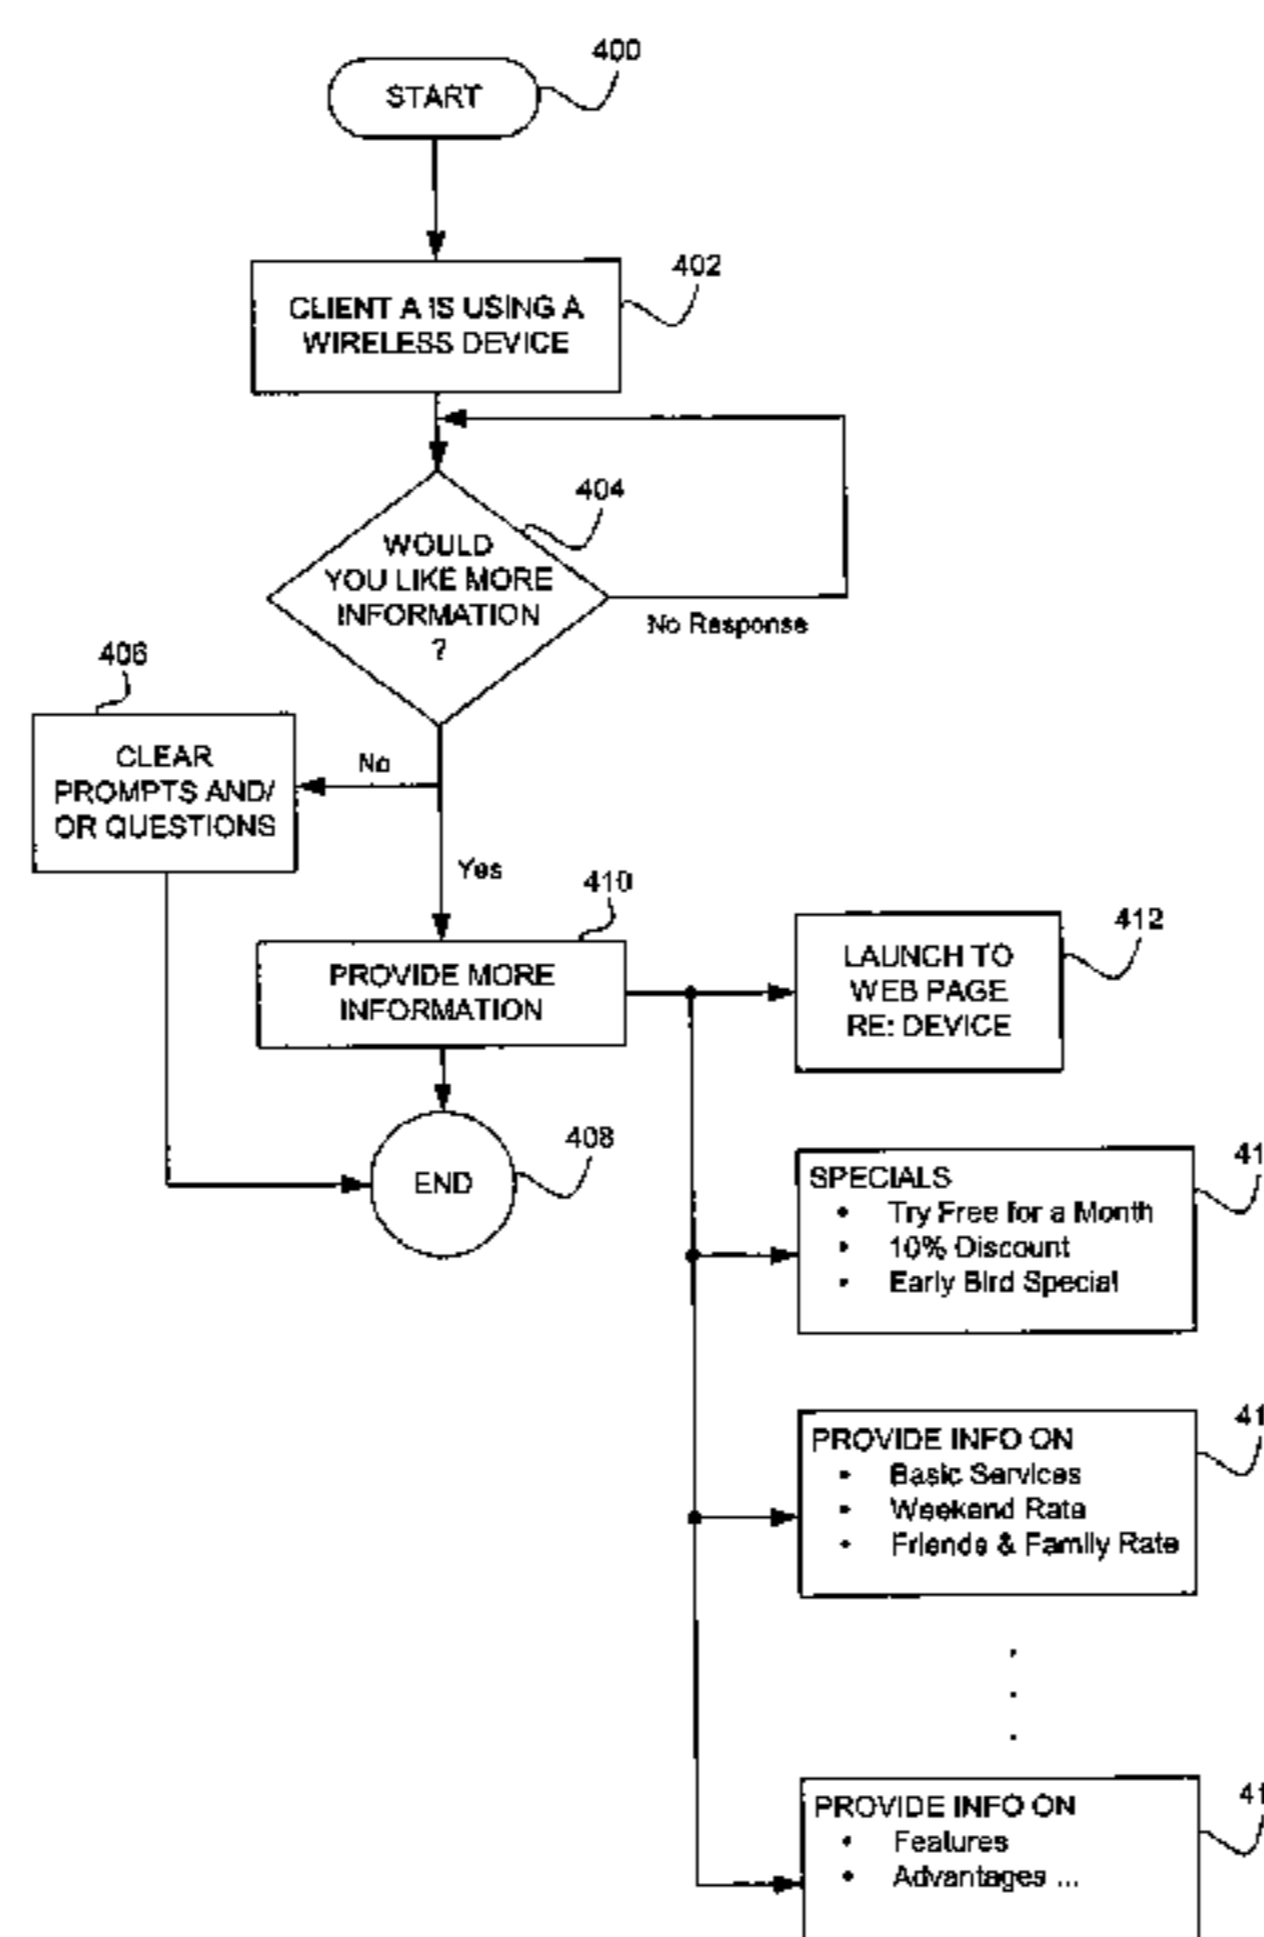 400
START
402
CLIENT A IS USING A
WIRELESS DEVICE
404
WOULD
YOU LIKE MORE
INFORMATION
?
No Response
406
CLEAR
PROMPTS AND/
OR QUESTIONS
No
Yes
410
PROVIDE MORE
INFORMATION
412
LAUNCH TO
WEB PAGE
RE: DEVICE
408
END
41
SPECIALS
• Try Free for a Month
• 10% Discount
• Early Bird Special
41
PROVIDE INFO ON
• Basic Services
• Weekend Rate
• Friends & Family Rate
41
PROVIDE INFO ON
• Features
• Advantages ...